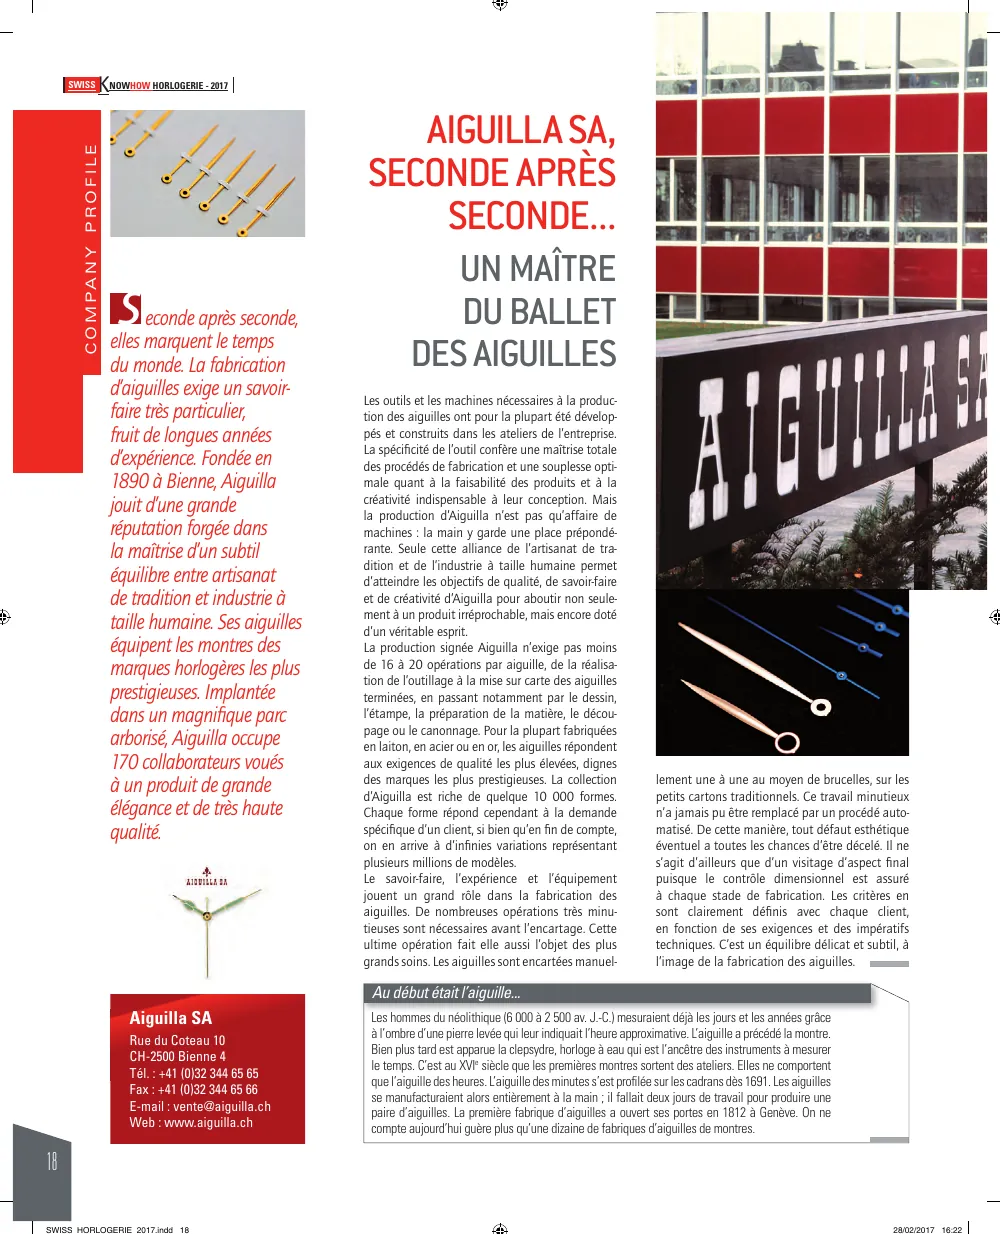 SWISS KNOWHOW HORLOGERIE - 2017
COMPANY PROFILE
AIGUILLA SA,
SECONDE APRÈS
SECONDE...
UN MAÎTRE
DU BALLET
DES AIGUILLES
AIGUILLA SA
Seconde après seconde,
elles marquent le temps
du monde. La fabrication
d’aiguilles exige un savoir-
faire très particulier,
fruit de longues années
d’expérience. Fondée en
1890 à Bienne, Aiguilla
jouit d’une grande
réputation forgée dans
la maîtrise d’un subtil
équilibre entre artisanat
de tradition et industrie à
taille humaine. Ses aiguilles
équipent les montres des
marques horlogères les plus
prestigieuses. Implantée
dans un magnifique parc
arborisé, Aiguilla occupe
170 collaborateurs voués
à un produit de grande
élégance et de très haute
qualité.
AIGUILLA SA
Aiguilla SA
Rue du Coteau 10
CH-2500 Bienne 4
Tél. : +41 (0)32 344 65 65
Fax : +41 (0)32 344 65 66
E-mail : vente@aiguilla.ch
Web : www.aiguilla.ch
Les outils et les machines nécessaires à la produc-
tion des aiguilles ont pour la plupart été dévelop-
pés et construits dans les ateliers de l’entreprise.
La spécificité de l’outil confère une maîtrise totale
des procédés de fabrication et une souplesse opti-
male quant à la faisabilité des produits et à la
créativité indispensable à leur conception. Mais
la production d’Aiguilla n’est pas qu’affaire de
machines : la main y garde une place prépondé-
rante. Seule cette alliance de l’artisanat de tra-
dition et de l’industrie à taille humaine permet
d’atteindre les objectifs de qualité, de savoir-faire
et de créativité d’Aiguilla pour aboutir non seule-
ment à un produit irréprochable, mais encore doté
d’un véritable esprit.
La production signée Aiguilla n’exige pas moins
de 16 à 20 opérations par aiguille, de la réalisa-
tion de l’outillage à la mise sur carte des aiguilles
terminées, en passant notamment par le dessin,
l’étampe, la préparation de la matière, le décou-
page ou le canonnage. Pour la plupart fabriquées
en laiton, en acier ou en or, les aiguilles répondent
aux exigences de qualité les plus élevées, dignes
des marques les plus prestigieuses. La collection
d’Aiguilla est riche de quelque 10 000 formes.
Chaque forme répond cependant à la demande
spécifique d’un client, si bien qu’en fin de compte,
on en arrive à d’infinies variations représentant
plusieurs millions de modèles.
Le savoir-faire, l’expérience et l’équipement
jouent un grand rôle dans la fabrication des
aiguilles. De nombreuses opérations très minu-
tieuses sont nécessaires avant l’encartage. Cette
ultime opération fait elle aussi l’objet des plus
grands soins. Les aiguilles sont encartées manuel-
lement une à une au moyen de brucelles, sur les
petits cartons traditionnels. Ce travail minutieux
n’a jamais pu être remplacé par un procédé auto-
matisé. De cette manière, tout défaut esthétique
éventuel a toutes les chances d’être décelé. Il ne
s’agit d’ailleurs que d’un visitage d’aspect final
puisque le contrôle dimensionnel est assuré
à chaque stade de fabrication. Les critères en
sont clairement définis avec chaque client,
en fonction de ses exigences et des impératifs
techniques. C’est un équilibre délicat et subtil, à
l’image de la fabrication des aiguilles.
Au début était l’aiguille...
Les hommes du néolithique (6 000 à 2 500 av. J.-C.) mesuraient déjà les jours et les années grâce
à l’ombre d’une pierre levée qui leur indiquait l’heure approximative. L’aiguille a précédé la montre.
Bien plus tard est apparue la clepsydre, horloge à eau qui est l’ancêtre des instruments à mesurer
le temps. C’est au XVIe siècle que les premières montres sortent des ateliers. Elles ne comportent
que l’aiguille des heures. L’aiguille des minutes s’est profilée sur les cadrans dès 1691. Les aiguilles
se manufacturaient alors entièrement à la main ; il fallait deux jours de travail pour produire une
paire d’aiguilles. La première fabrique d’aiguilles a ouvert ses portes en 1812 à Genève. On ne
compte aujourd’hui guère plus qu’une dizaine de fabriques d’aiguilles de montres.
18
SWISS HORLOGERIE 2017.indd 18
28/02/2017 16:22